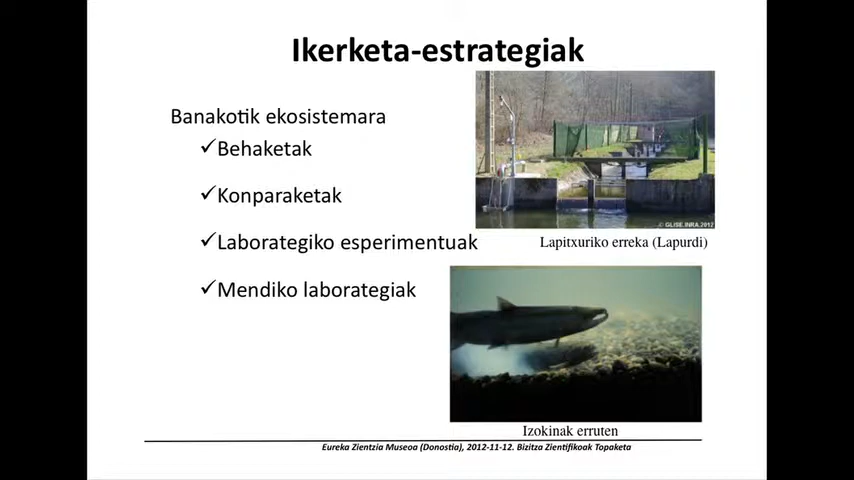 Ikerketa-estrategiak
Banakotik ekosistemara
✓Behaketak
✓Konparaketak
✓Laborategiko esperimentuak
✓Mendiko laborategiak
© GLISE.INRA.2012
Lapitxuriko erreka (Lapurdi)
Izokinak erruten
Eureka Zientzia Museoa (Donostia), 2012-11-12. Bizitza Zientifikoak Topaketa